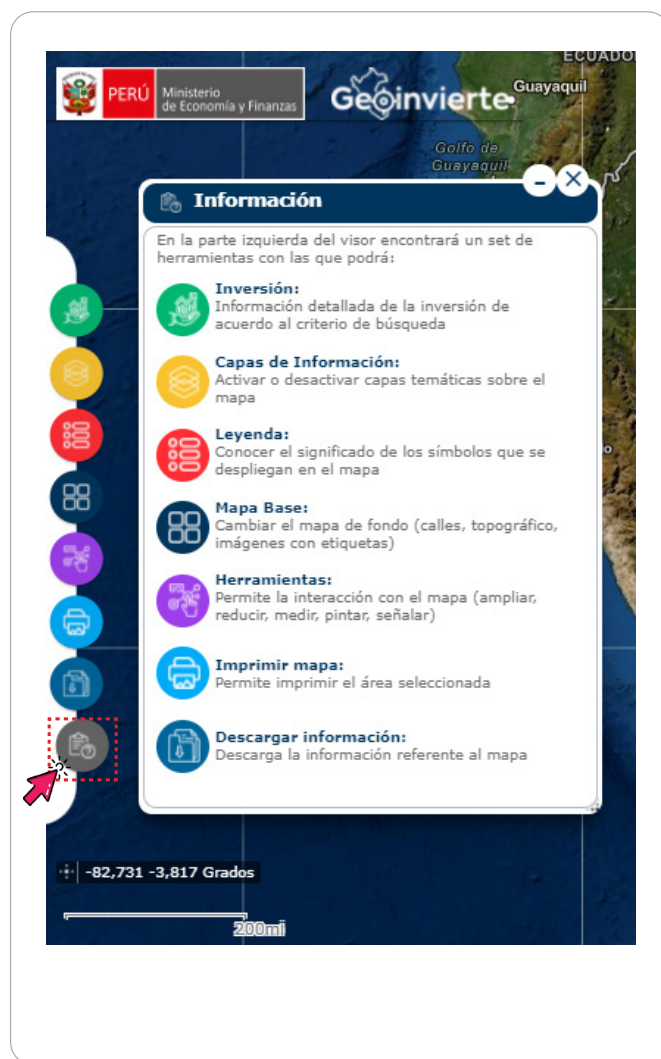 ECUADO
PERÚ
Ministerio
de Economía y Finanzas
Geoinvierte
Guayaquil
Golfo de
Guayaquil
Información
En la parte izquierda del visor encontrará un set de
herramientas con las que podrá:
Inversión:
Información detallada de la inversión de
acuerdo al criterio de búsqueda
Capas de Información:
Activar o desactivar capas temáticas sobre el
mapa
Leyenda:
Conocer el significado de los símbolos que se
despliegan en el mapa
Mapa Base:
Cambiar el mapa de fondo (calles, topográfico,
imágenes con etiquetas)
Herramientas:
Permite la interacción con el mapa (ampliar,
reducir, medir, pintar, señalar)
Imprimir mapa:
Permite imprimir el área seleccionada
Descargar información:
Descarga la información referente al mapa
-82,731 -3,817 Grados
200mi